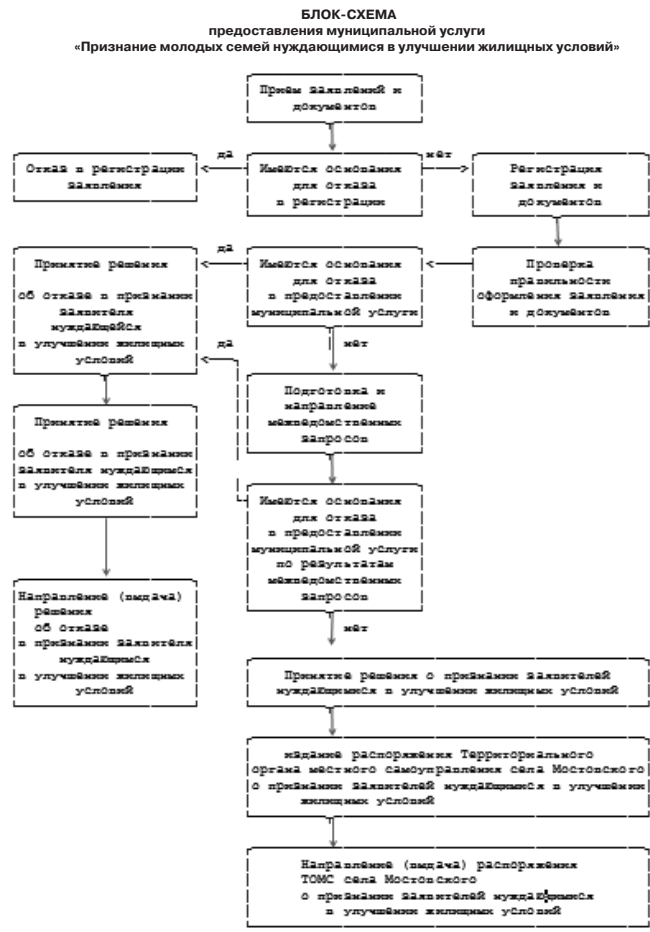 БЛОК-СХЕМА
предоставления муниципальной услуги
«Признание молодых семей нуждающимися в улучшении жилищных условий»
Приём заявлений и
документов
да
нет
Отказ в регистрации
заявления
Имеются основания
для отказа
в регистрации
Регистрация
заявления и
документов
да
Принятие решения
об отказе в признании
заявителя
нуждающейся
в улучшении жилищных
условий
Имеются основания
для отказа
в предоставлении
муниципальной услуги
Проверка
правильности
оформления заявления
и документов
да
нет
Подготовка и
направление
межведомственных
запросов
Принятие решения
об отказе в признании
заявителя нуждающимся
в улучшении жилищных
условий
Имеются основания
для отказа
в предоставлении
муниципальной услуги
по результатам
межведомственных
запросов
Направление (выдача)
решения
об отказе
в признании заявителя
нуждающимся
в улучшении жилищных
условий
нет
Принятие решения о признании заявителей
нуждающимися в улучшении жилищных условий
издание распоряжения Территориального
органа местного самоуправления села Мостовского
о признании заявителей нуждающимися в улучшении
жилищных условий
Направление (выдача) распоряжения
ТОМС села Мостовского
о признании заявителей нуждающимися
в улучшении жилищных условий